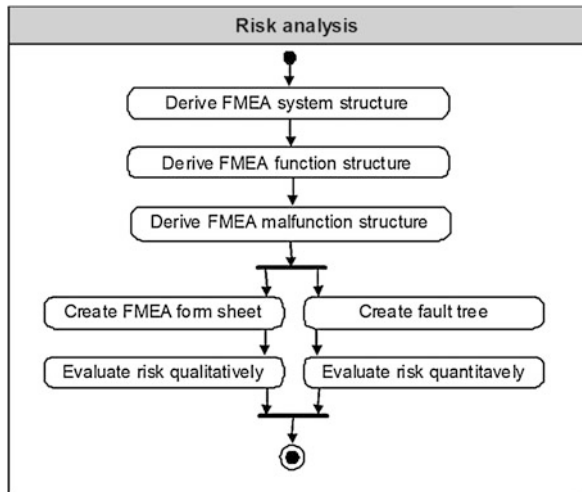 Risk analysis
Derive FMEA system structure
Derive FMEA function structure
Derive FMEA malfunction structure
Create FMEA form sheet
Create fault tree
Evaluate risk qualitatively
Evaluate risk quantitavely